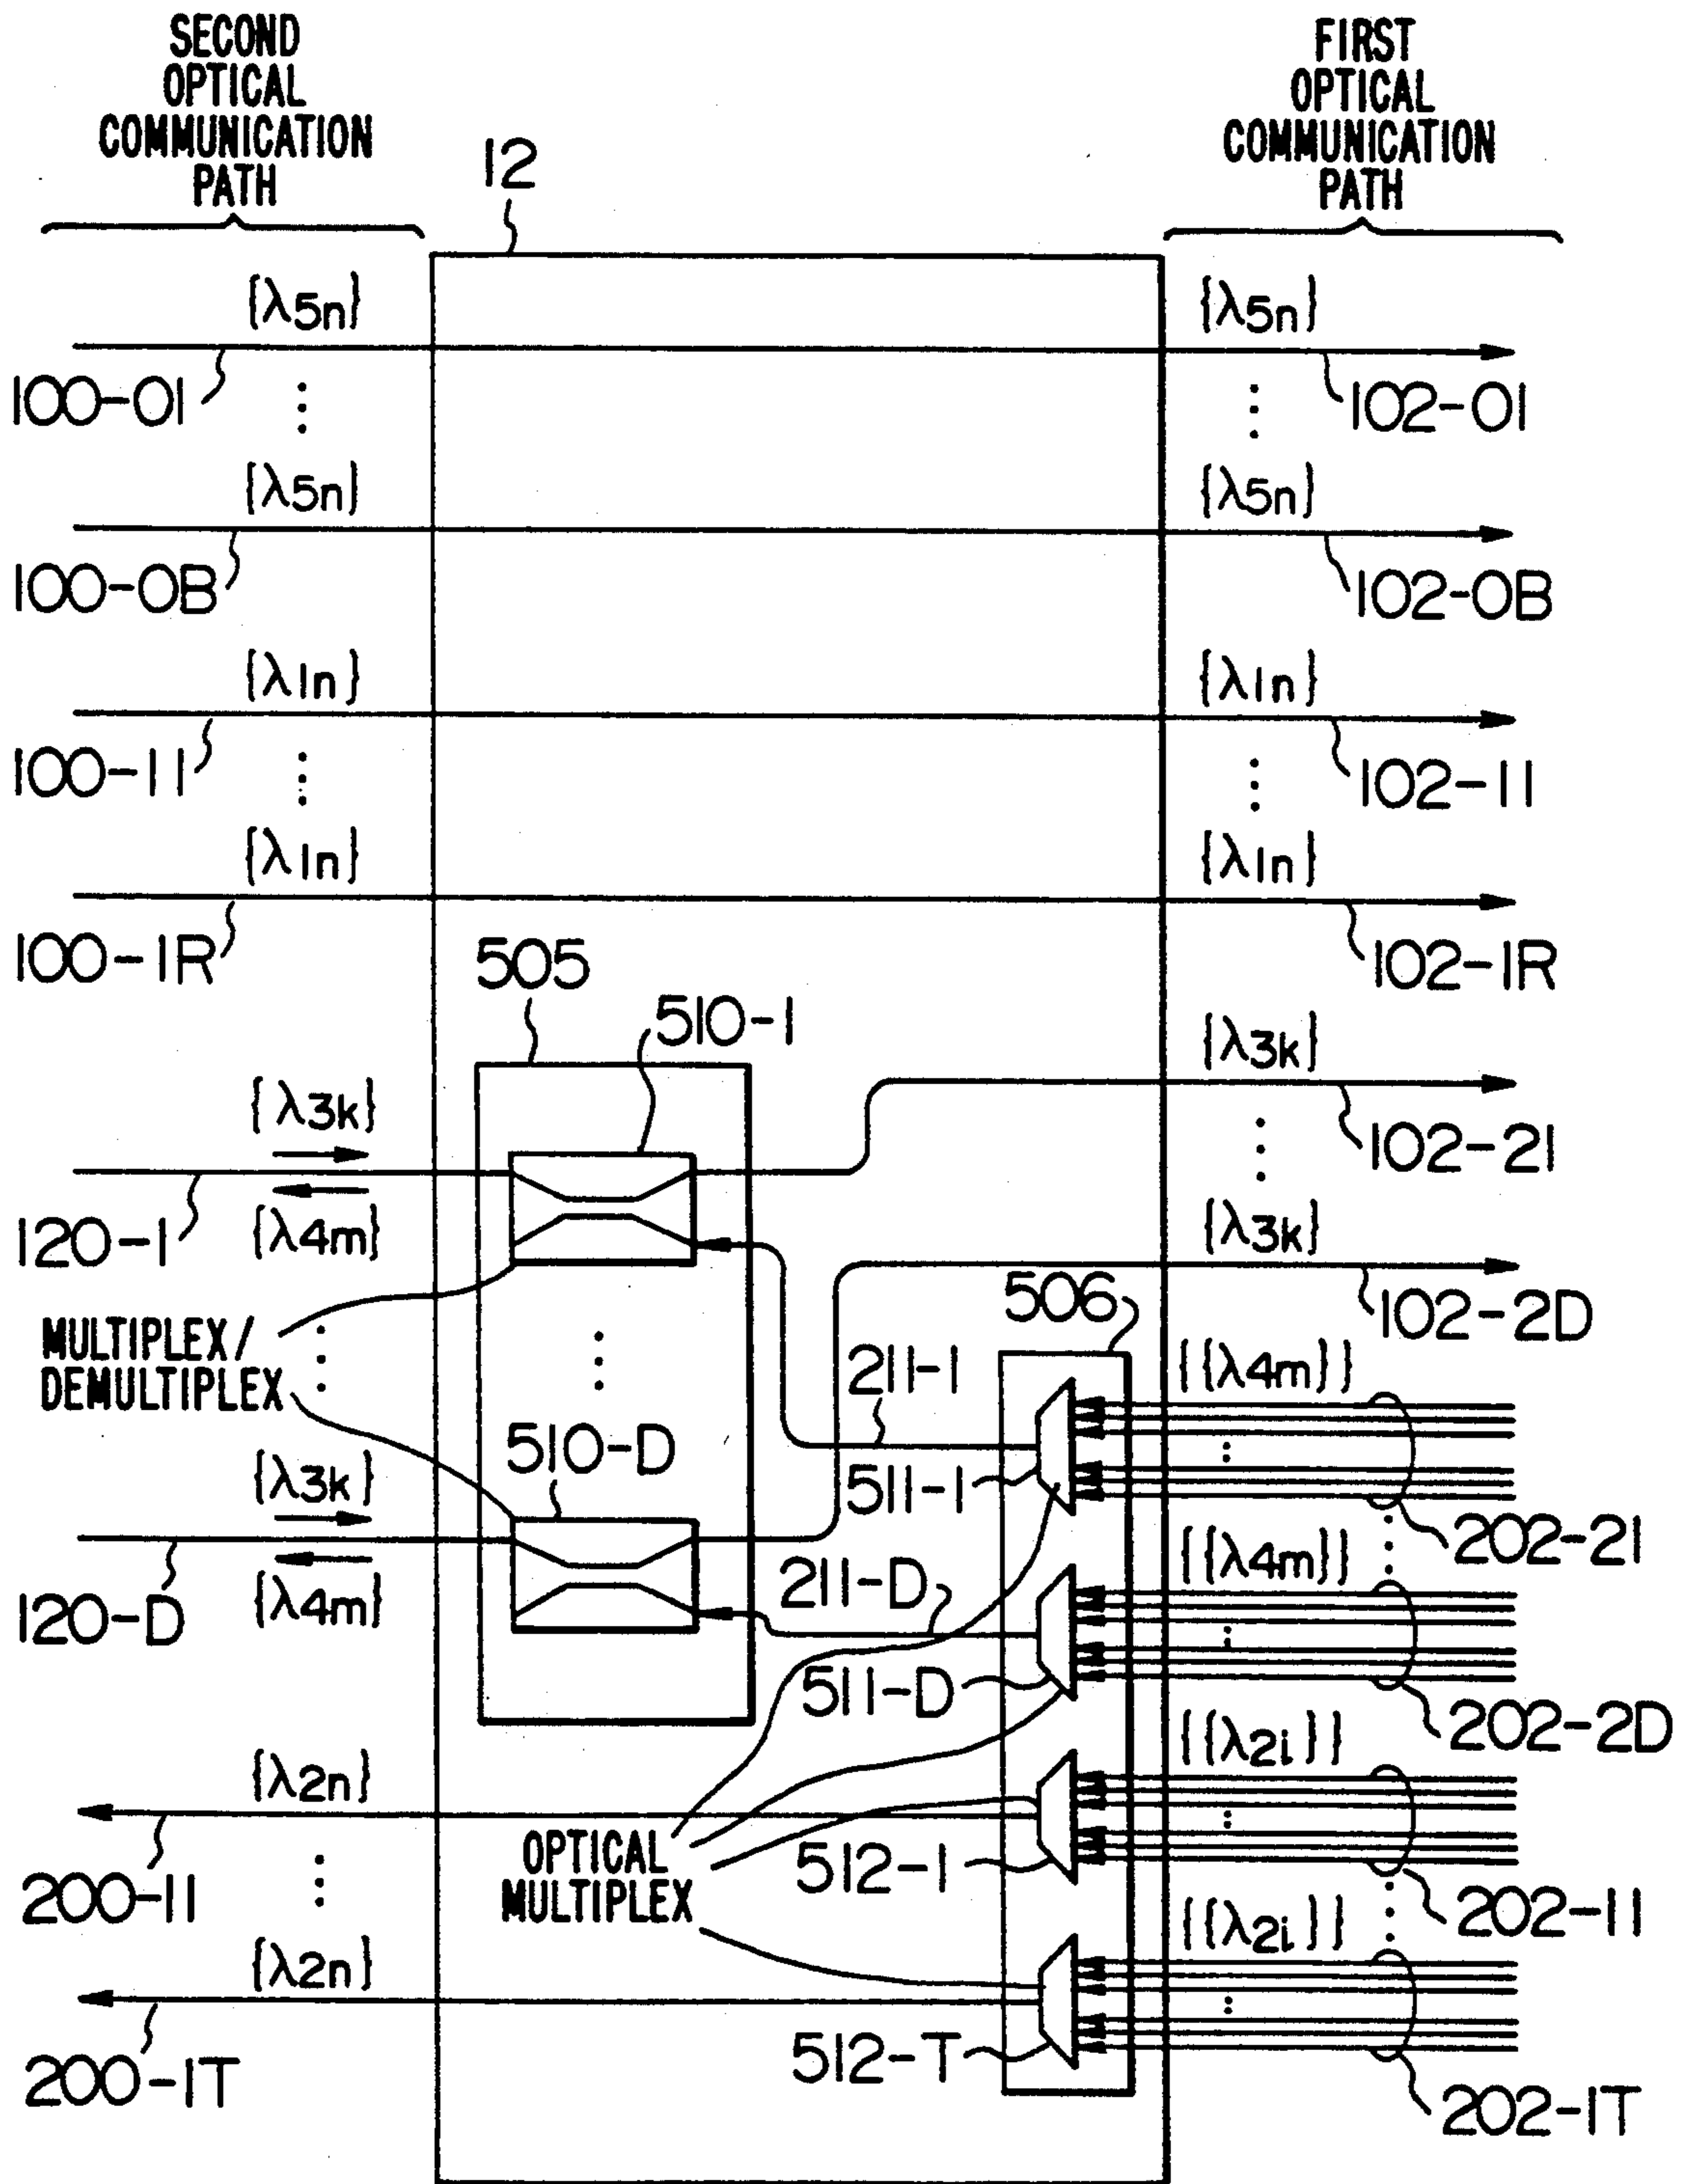 SECOND
OPTICAL
COMMUNICATION
PATH
FIRST
OPTICAL
COMMUNICATION
PATH
12
{λ5n}
{λ5n}
100-01
102-01
{λ5n}
{λ5n}
100-0B
102-0B
{λ1n}
{λ1n}
100-11
102-11
{λ1n}
{λ1n}
100-1R
102-1R
505
510-1
{λ3k}
{λ3k}
102-21
120-1
{λ4m}
{λ3k}
506
102-2D
MULTIPLEX/
DEMULTIPLEX
211-1
{{λ4m}}
510-D
{λ3k}
511-1
202-21
{{λ4m}}
120-D
{λ4m}
211-D
511-D
202-2D
{{λ2i}}
{λ2n}
OPTICAL
MULTIPLEX
512-1
200-11
202-11
{{λ2i}}
{λ2n}
512-T
200-1T
202-1T